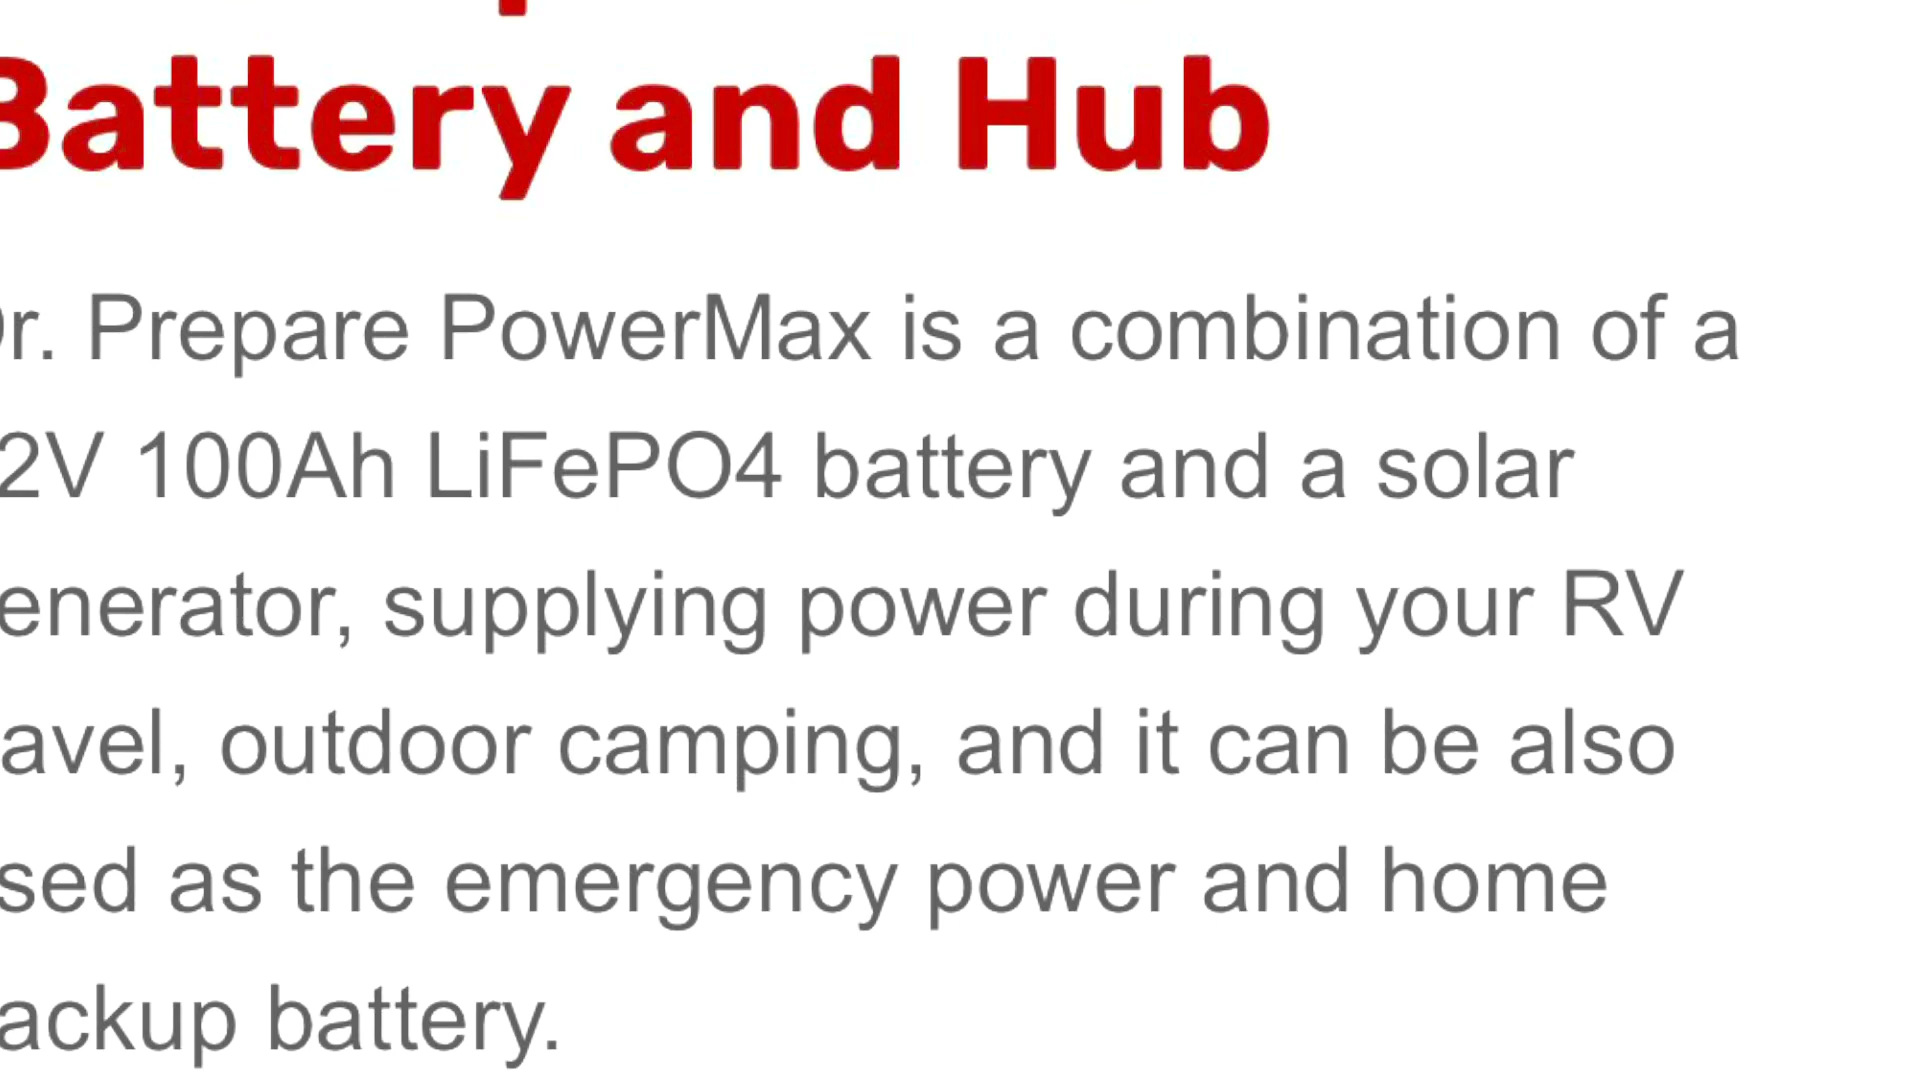 Battery and Hub
Dr. Prepare PowerMax is a combination of a
2V 100Ah LiFePO4 battery and a solar
enerator, supplying power during your RV
avel, outdoor camping, and it can be also
sed as the emergency power and home
ackup battery.